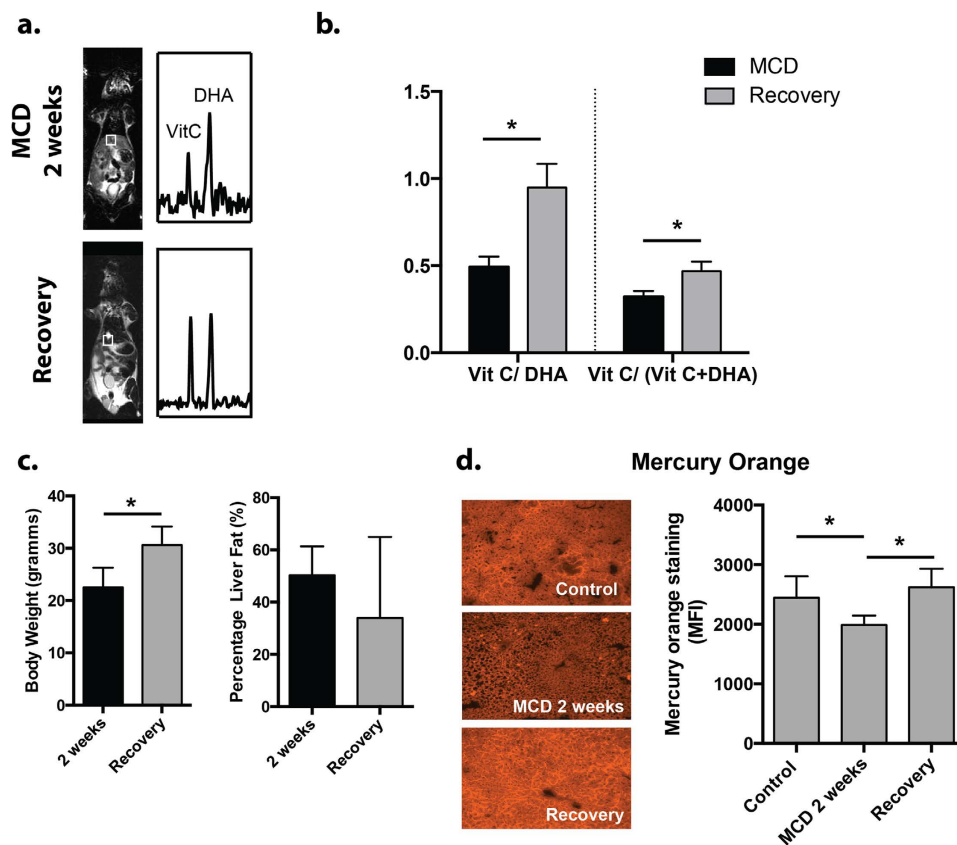 a.
MCD
2 weeks
VitC
DHA
Recovery
b.
MCD
Recovery
1.5
1.0
0.5
0.0
*
*
Vit C/ DHA
Vit C/ (Vit C+DHA)
c.
Body Weight (gramms)
40
30
20
10
0
*
2 weeks
Recovery
Percentage Liver Fat (%)
80
60
40
20
0
2 weeks
Recovery
d.
Mercury Orange
Control
MCD 2 weeks
Recovery
Mercury orange staining
(MFI)
4000
3000
2000
1000
0
*
*
Control
MCD 2 weeks
Recovery